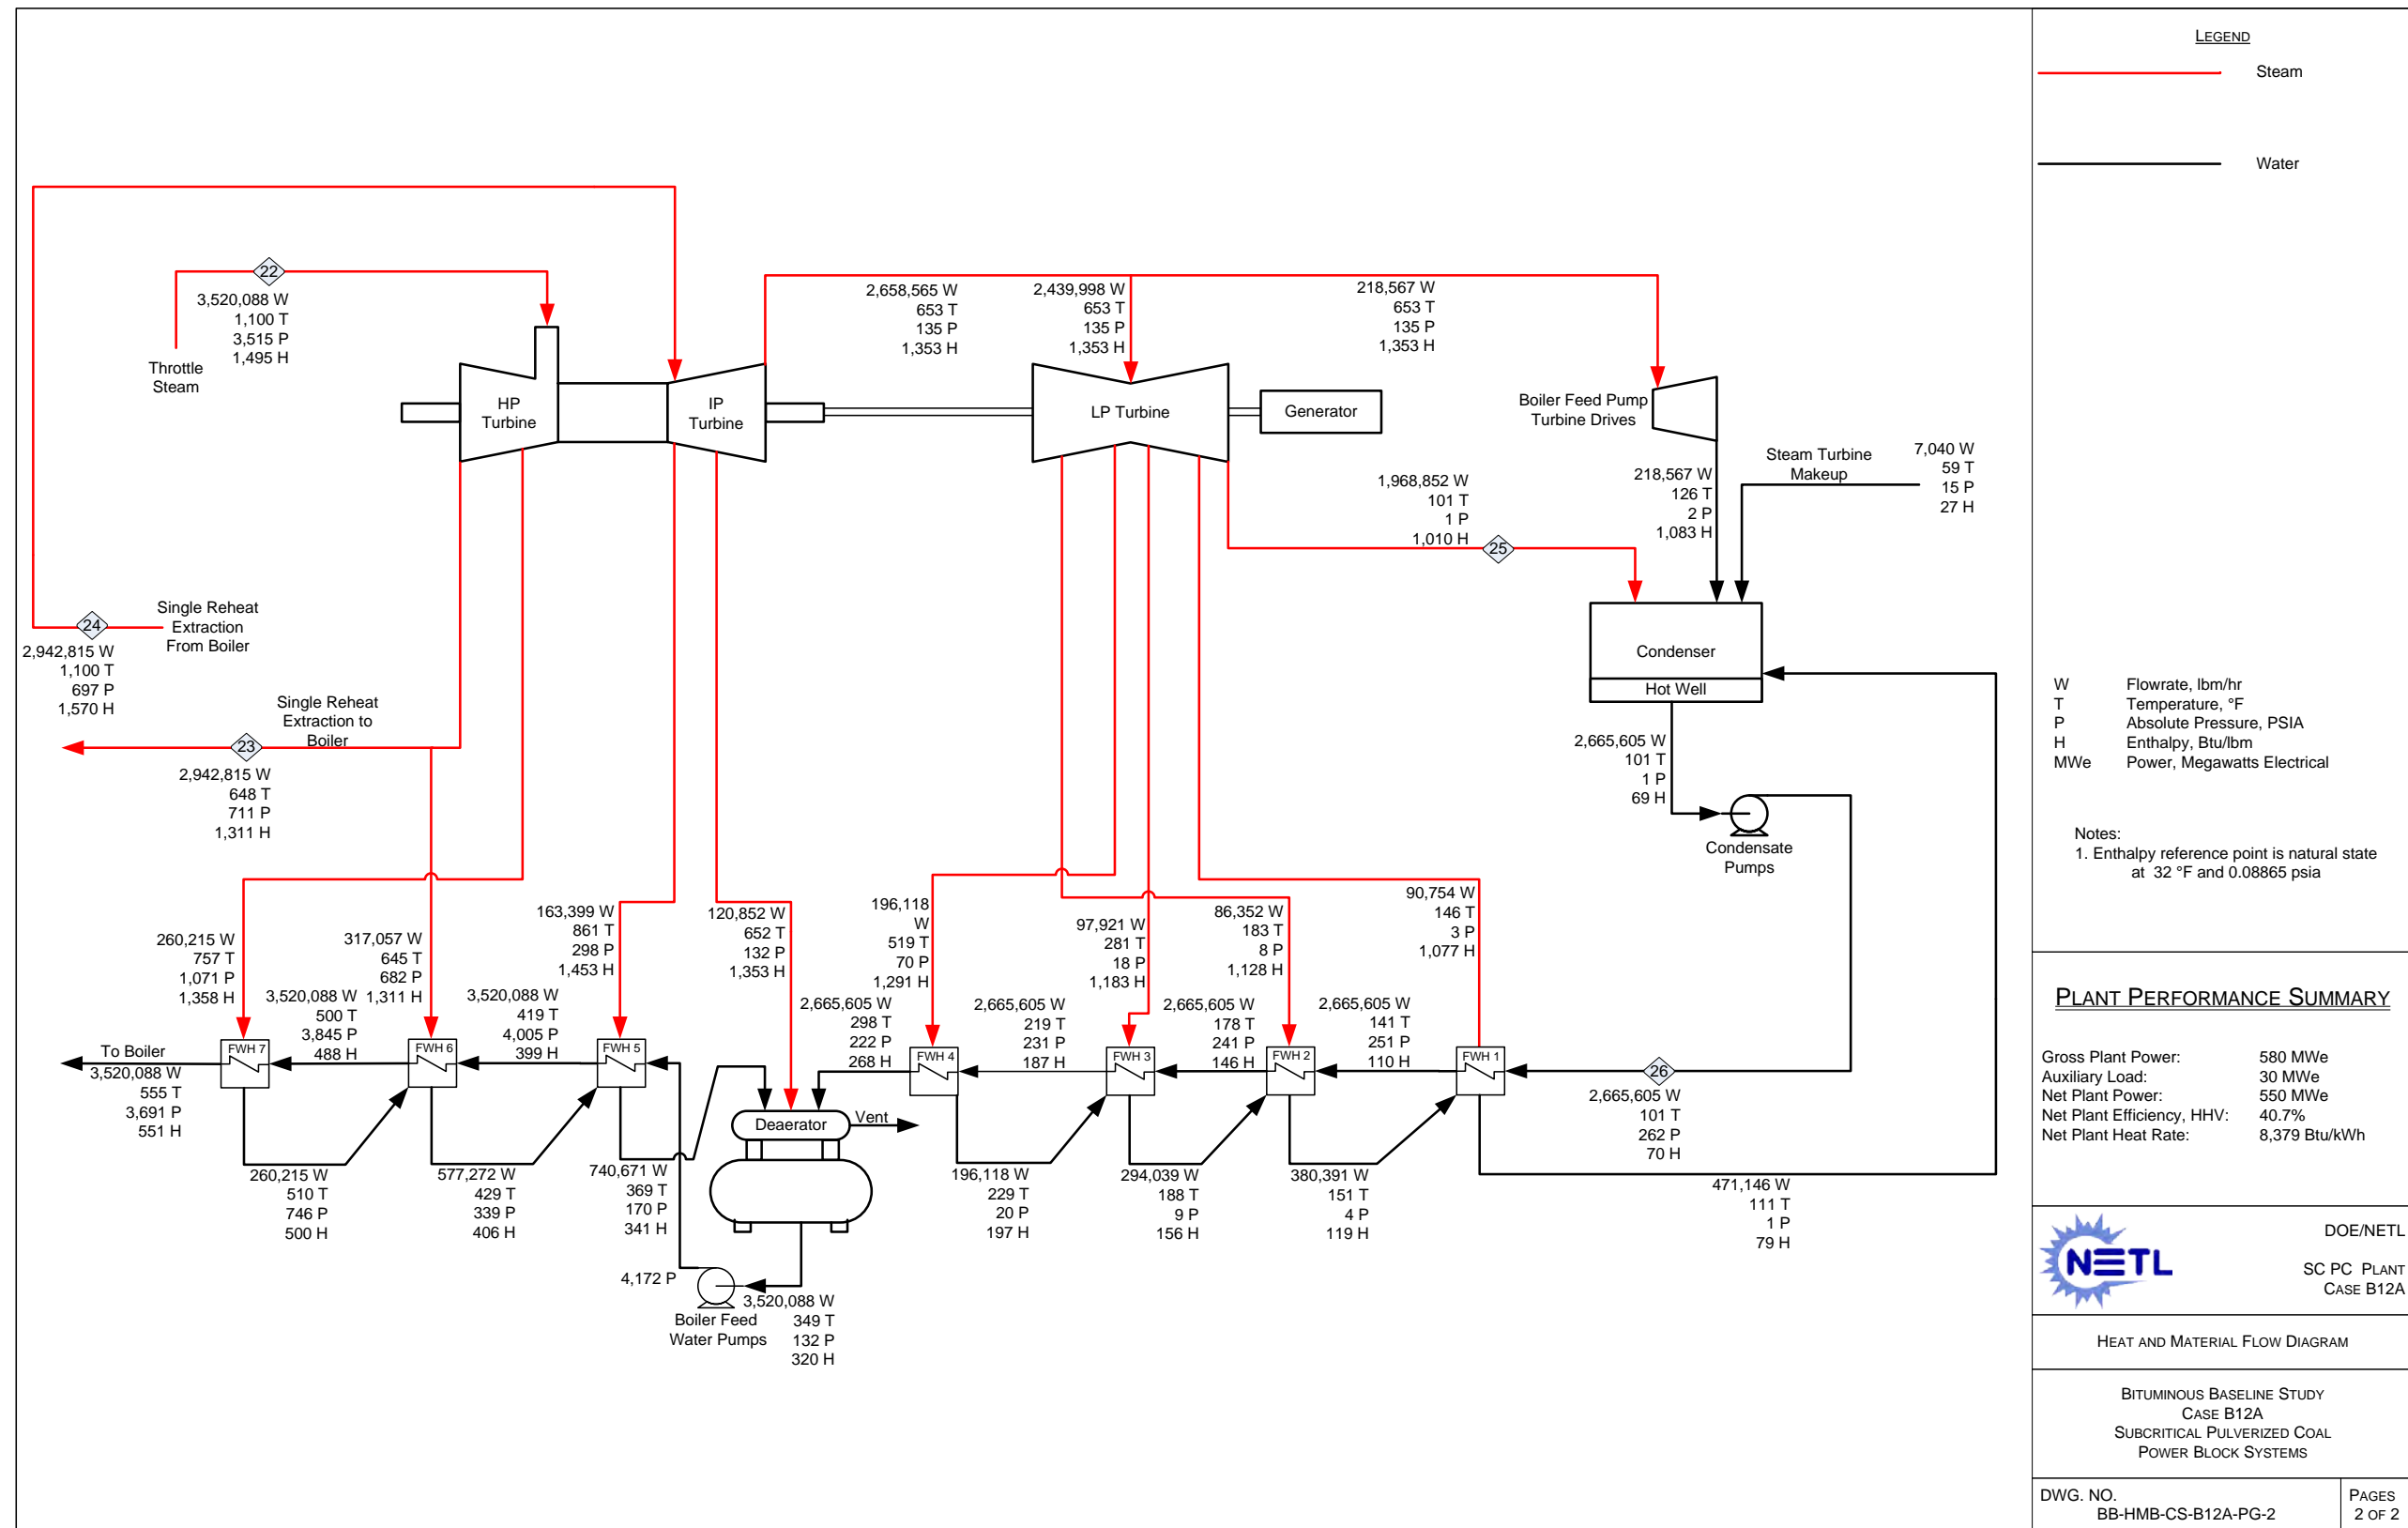 22
3,520,088 W
1,100 T
3,515 P
1,495 H
Throttle
Steam
2,658,565 W
653 T
135 P
1,353 H
2,439,998 W
653 T
135 P
1,353 H
218,567 W
653 T
135 P
1,353 H
HP
Turbine
IP
Turbine
LP Turbine
Generator
Boiler Feed Pump
Turbine Drives
Steam Turbine
Makeup
7,040 W
59 T
15 P
27 H
218,567 W
126 T
2 P
1,083 H
1,968,852 W
101 T
1 P
1,010 H
25
24
Single Reheat
Extraction
From Boiler
2,942,815 W
1,100 T
697 P
1,570 H
Single Reheat
Extraction to
Boiler
23
2,942,815 W
648 T
711 P
1,311 H
Condenser
Hot Well
2,665,605 W
101 T
1 P
69 H
Condensate
Pumps
260,215 W
757 T
1,071 P
1,358 H
317,057 W
645 T
682 P
1,311 H
163,399 W
861 T
298 P
1,453 H
120,852 W
652 T
132 P
1,353 H
196,118
W
519 T
70 P
1,291 H
97,921 W
281 T
18 P
1,183 H
86,352 W
183 T
8 P
1,128 H
90,754 W
146 T
3 P
1,077 H
3,520,088 W
500 T
3,845 P
488 H
3,520,088 W
419 T
4,005 P
399 H
2,665,605 W
298 T
222 P
268 H
2,665,605 W
219 T
231 P
187 H
2,665,605 W
178 T
241 P
146 H
2,665,605 W
141 T
251 P
110 H
To Boiler
3,520,088 W
555 T
3,691 P
551 H
FWH 7
FWH 6
FWH 5
FWH 4
FWH 3
FWH 2
FWH 1
26
2,665,605 W
101 T
262 P
70 H
Deaerator
Vent
260,215 W
510 T
746 P
500 H
577,272 W
429 T
339 P
406 H
740,671 W
369 T
170 P
341 H
196,118 W
229 T
20 P
197 H
294,039 W
188 T
9 P
156 H
380,391 W
151 T
4 P
119 H
471,146 W
111 T
1 P
79 H
4,172 P
Boiler Feed
Water Pumps
3,520,088 W
349 T
132 P
320 H
LEGEND
Steam
Water
W Flowrate, lbm/hr
T Temperature, °F
P Absolute Pressure, PSIA
H Enthalpy, Btu/lbm
MWe Power, Megawatts Electrical
Notes:
1. Enthalpy reference point is natural state
at 32 °F and 0.08865 psia
PLANT PERFORMANCE SUMMARY
Gross Plant Power: 580 MWe
Auxiliary Load: 30 MWe
Net Plant Power: 550 MWe
Net Plant Efficiency, HHV: 40.7%
Net Plant Heat Rate: 8,379 Btu/kWh
NETL
DOE/NETL
SC PC PLANT
CASE B12A
HEAT AND MATERIAL FLOW DIAGRAM
BITUMINOUS BASELINE STUDY
CASE B12A
SUBCRITICAL PULVERIZED COAL
POWER BLOCK SYSTEMS
DWG. NO.
BB-HMB-CS-B12A-PG-2
PAGES
2 OF 2